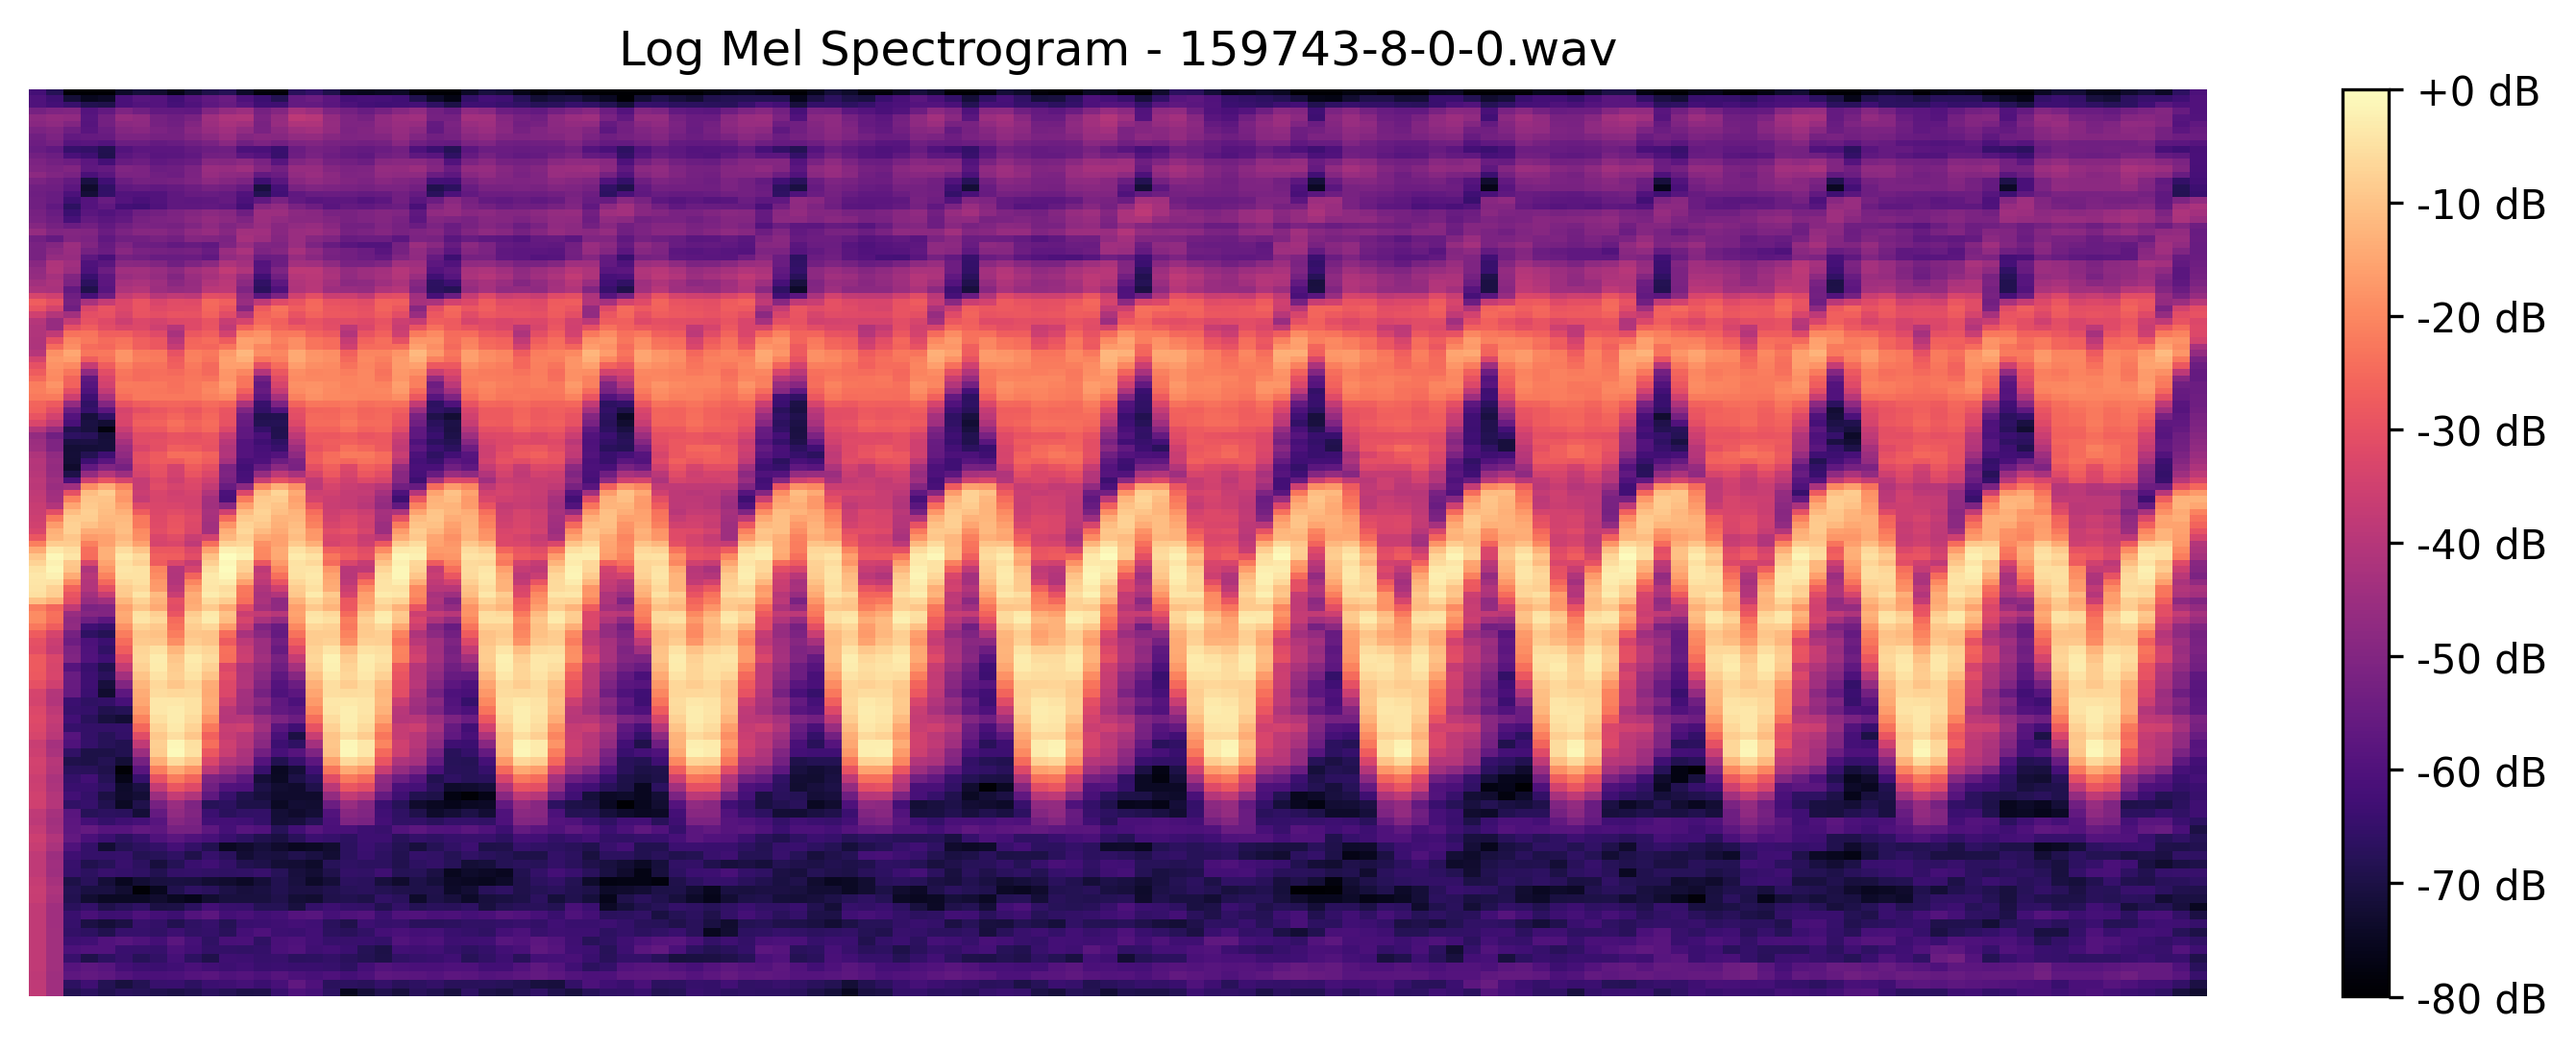 Log Mel Spectrogram - 159743-8-0-0.wav
+0 dB
-10 dB
-20 dB
-30 dB
-40 dB
-50 dB
-60 dB
-70 dB
-80 dB